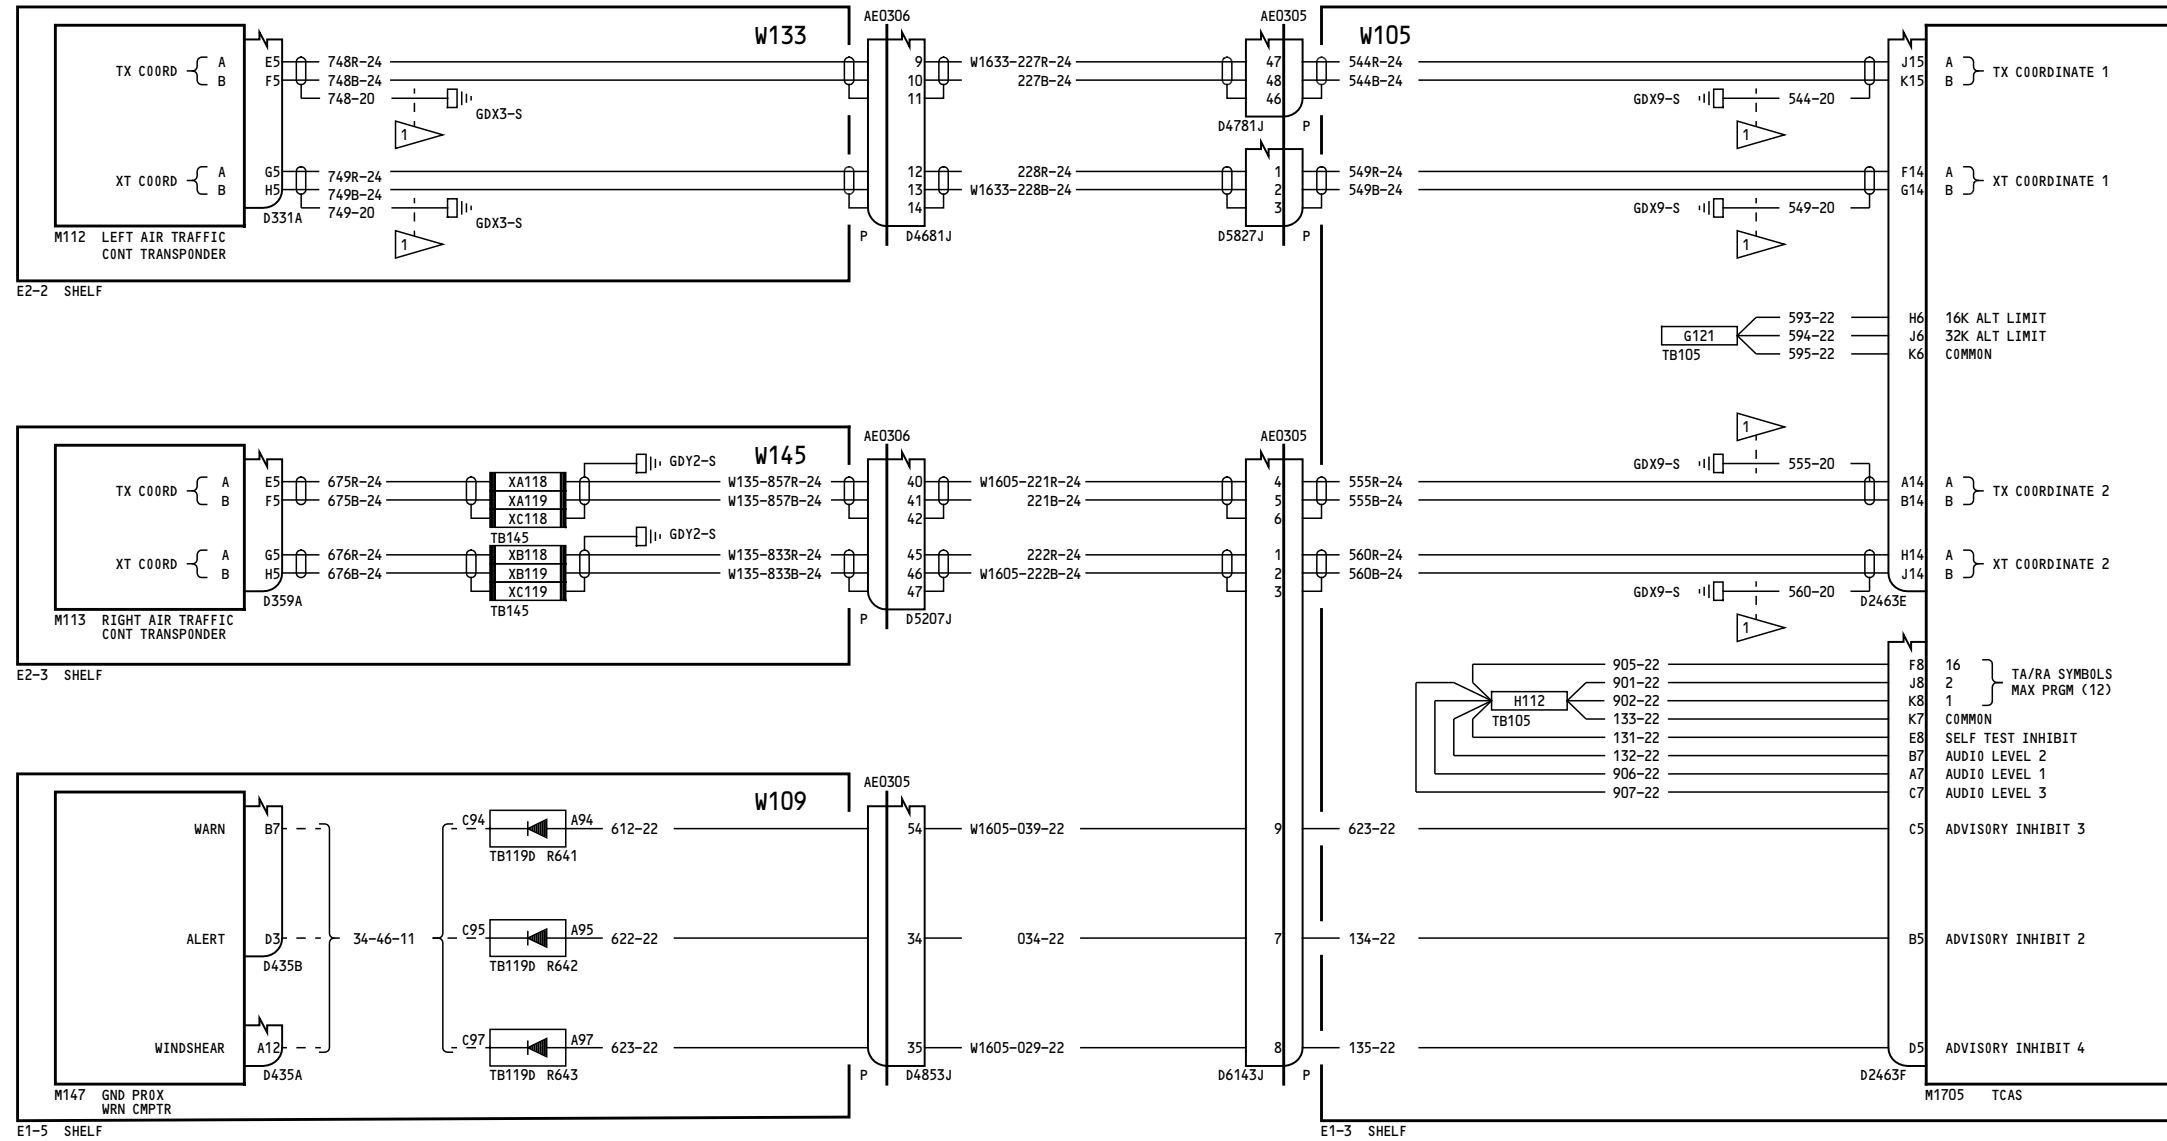 W133
AE0306
AE0305
W105
TX COORD A B
E5 748R-24
F5 748B-24
748-20
GDX3-S
1
9 W1633-227R-24 47 544R-24 J15 A
10 227B-24 48 544B-24 K15 B
TX COORDINATE 1
11 46
GDX9-S 544-20
1
D4781J P
XT COORD A B
G5 749R-24
H5 749B-24
749-20
GDX3-S
1
D331A
12 228R-24 1 549R-24 F14 A
13 W1633-228B-24 2 549B-24 G14 B
XT COORDINATE 1
14 3
GDX9-S 549-20
1
P D4681J
D5827J P
M112 LEFT AIR TRAFFIC
CONT TRANSPONDER
E2-2 SHELF
593-22 H6 16K ALT LIMIT
G121 594-22 J6 32K ALT LIMIT
TB105 595-22 K6 COMMON
W145
AE0306
AE0305
1
GDY2-S
GDX9-S 555-20
TX COORD A B
E5 675R-24 XA118 W135-857R-24 40 W1605-221R-24 4 555R-24 A14 A
F5 675B-24 XA119 W135-857B-24 41 221B-24 5 555B-24 B14 B
TX COORDINATE 2
XC118 42 6
TB145
GDY2-S
XT COORD A B
G5 676R-24 XB118 W135-833R-24 45 222R-24 1 560R-24 H14 A
H5 676B-24 XB119 W135-833B-24 46 W1605-222B-24 2 560B-24 J14 B
XT COORDINATE 2
XC119 47 3
GDX9-S 560-20
D359A
TB145
D2463E
1
P D5207J
M113 RIGHT AIR TRAFFIC
CONT TRANSPONDER
E2-3 SHELF
905-22 F8 16
901-22 J8 2
H112 902-22 K8 1
TA/RA SYMBOLS
MAX PRGM (12)
TB105 133-22 K7 COMMON
131-22 E8 SELF TEST INHIBIT
132-22 B7 AUDIO LEVEL 2
906-22 A7 AUDIO LEVEL 1
907-22 C7 AUDIO LEVEL 3
W109
AE0305
WARN B7 C94 A94 612-22 54 W1605-039-22 9 623-22 C5 ADVISORY INHIBIT 3
TB119D R641
34-46-11
ALERT D3 C95 A95 622-22 34 034-22 7 134-22 B5 ADVISORY INHIBIT 2
D435B
TB119D R642
WINDSHEAR A12 C97 A97 623-22 35 W1605-029-22 8 135-22 D5 ADVISORY INHIBIT 4
D435A
TB119D R643
P D4853J
D6143J P
D2463F
M147 GND PROX
WRN CMPTR
M1705 TCAS
E1-5 SHELF
E1-3 SHELF